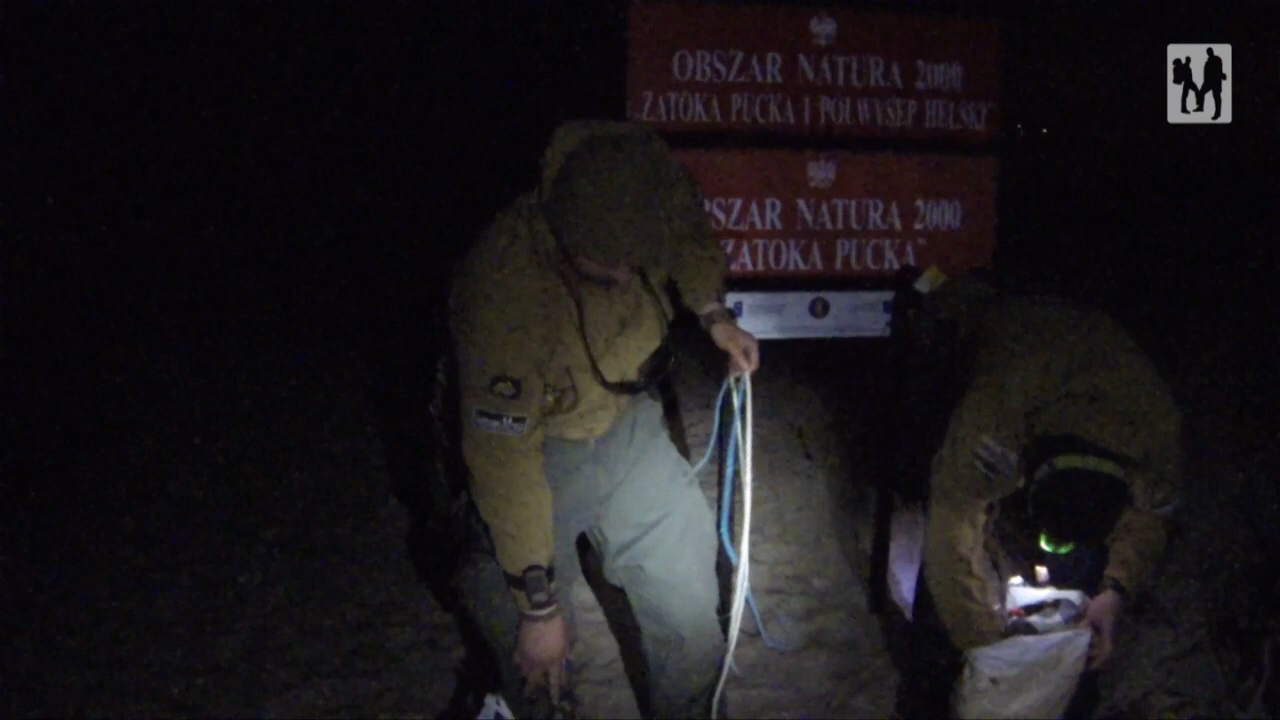 OBSZAR NATURA 2000
ZATOKA PUCKA I PÓŁWYSEP HELSKI
OBSZAR NATURA 2000
ZATOKA PUCKA"